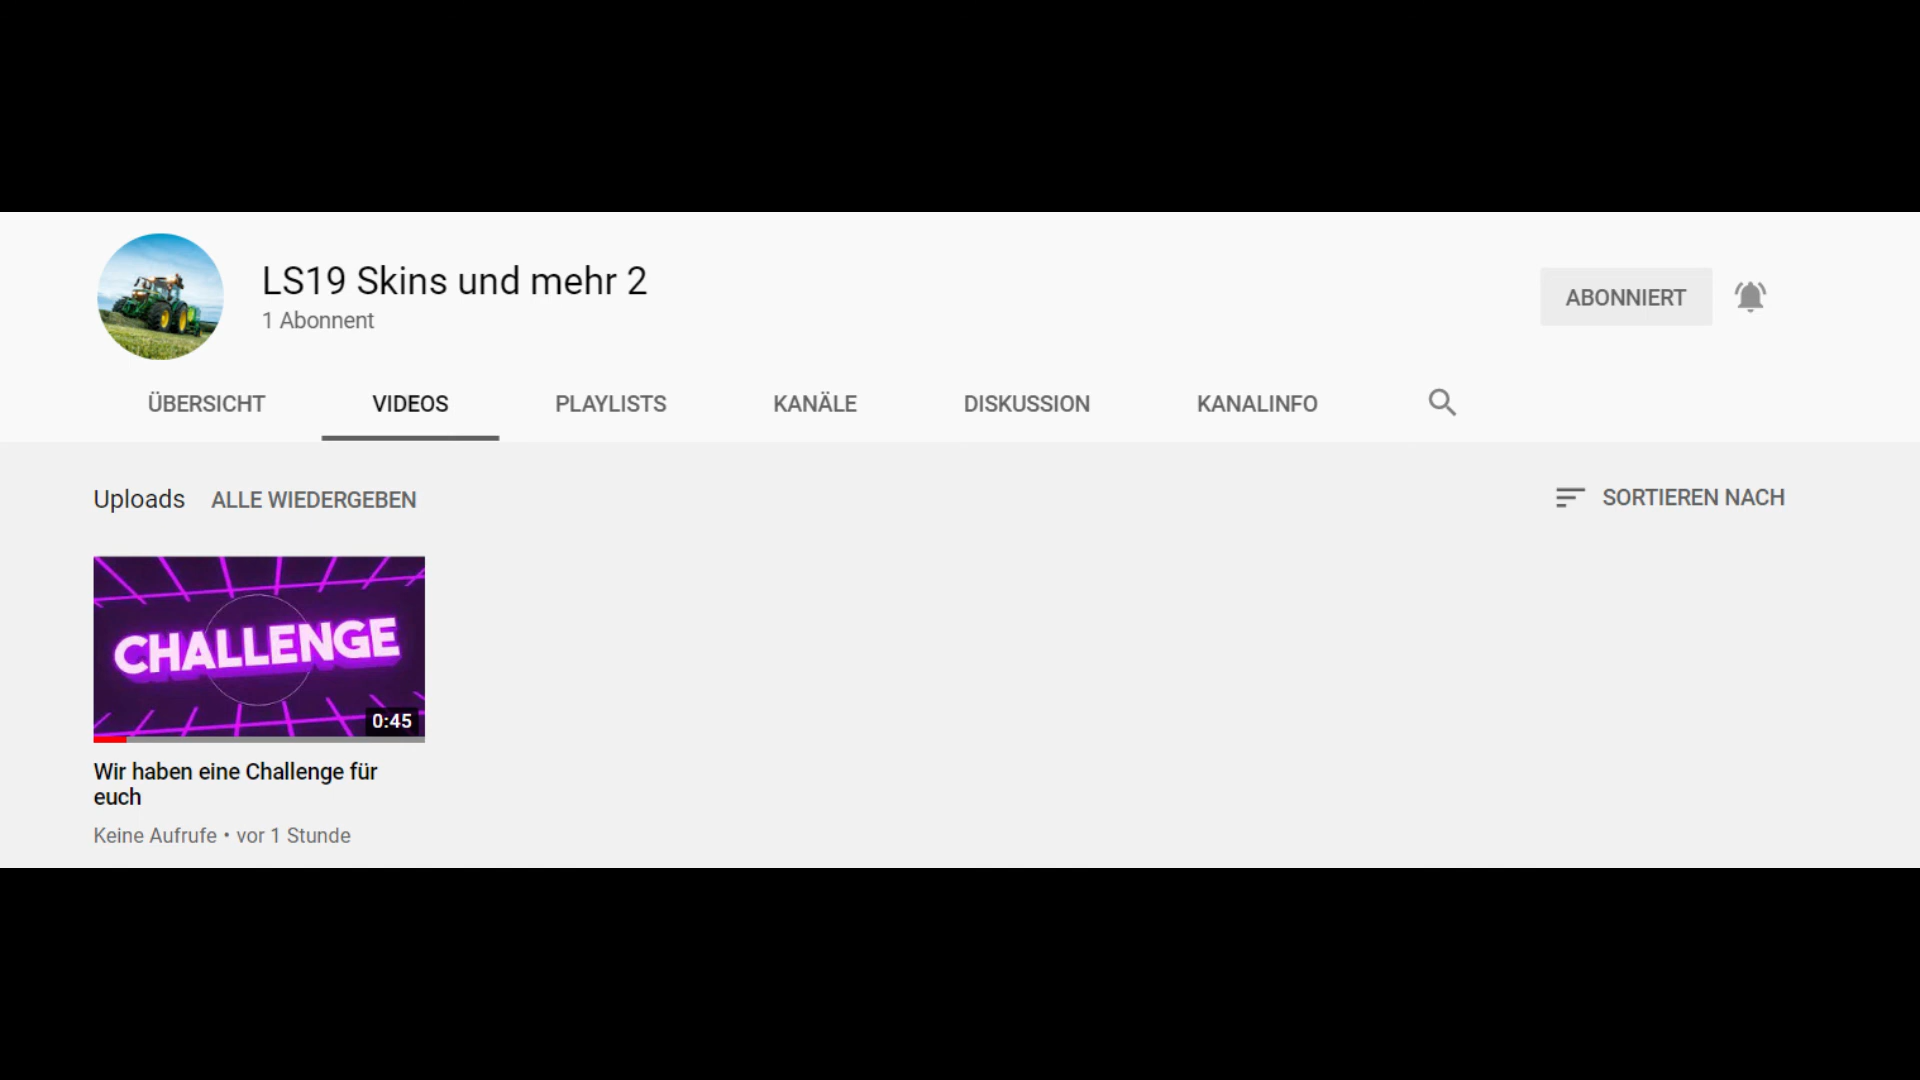 LS19 Skins und mehr 2
1 Abonnent
ABONNIERT
ÜBERSICHT VIDEOS PLAYLISTS KANÄLE DISKUSSION KANALINFO
Uploads ALLE WIEDERGEBEN
SORTIEREN NACH
CHALLENGE
0:45
Wir haben eine Challenge für
euch
Keine Aufrufe • vor 1 Stunde